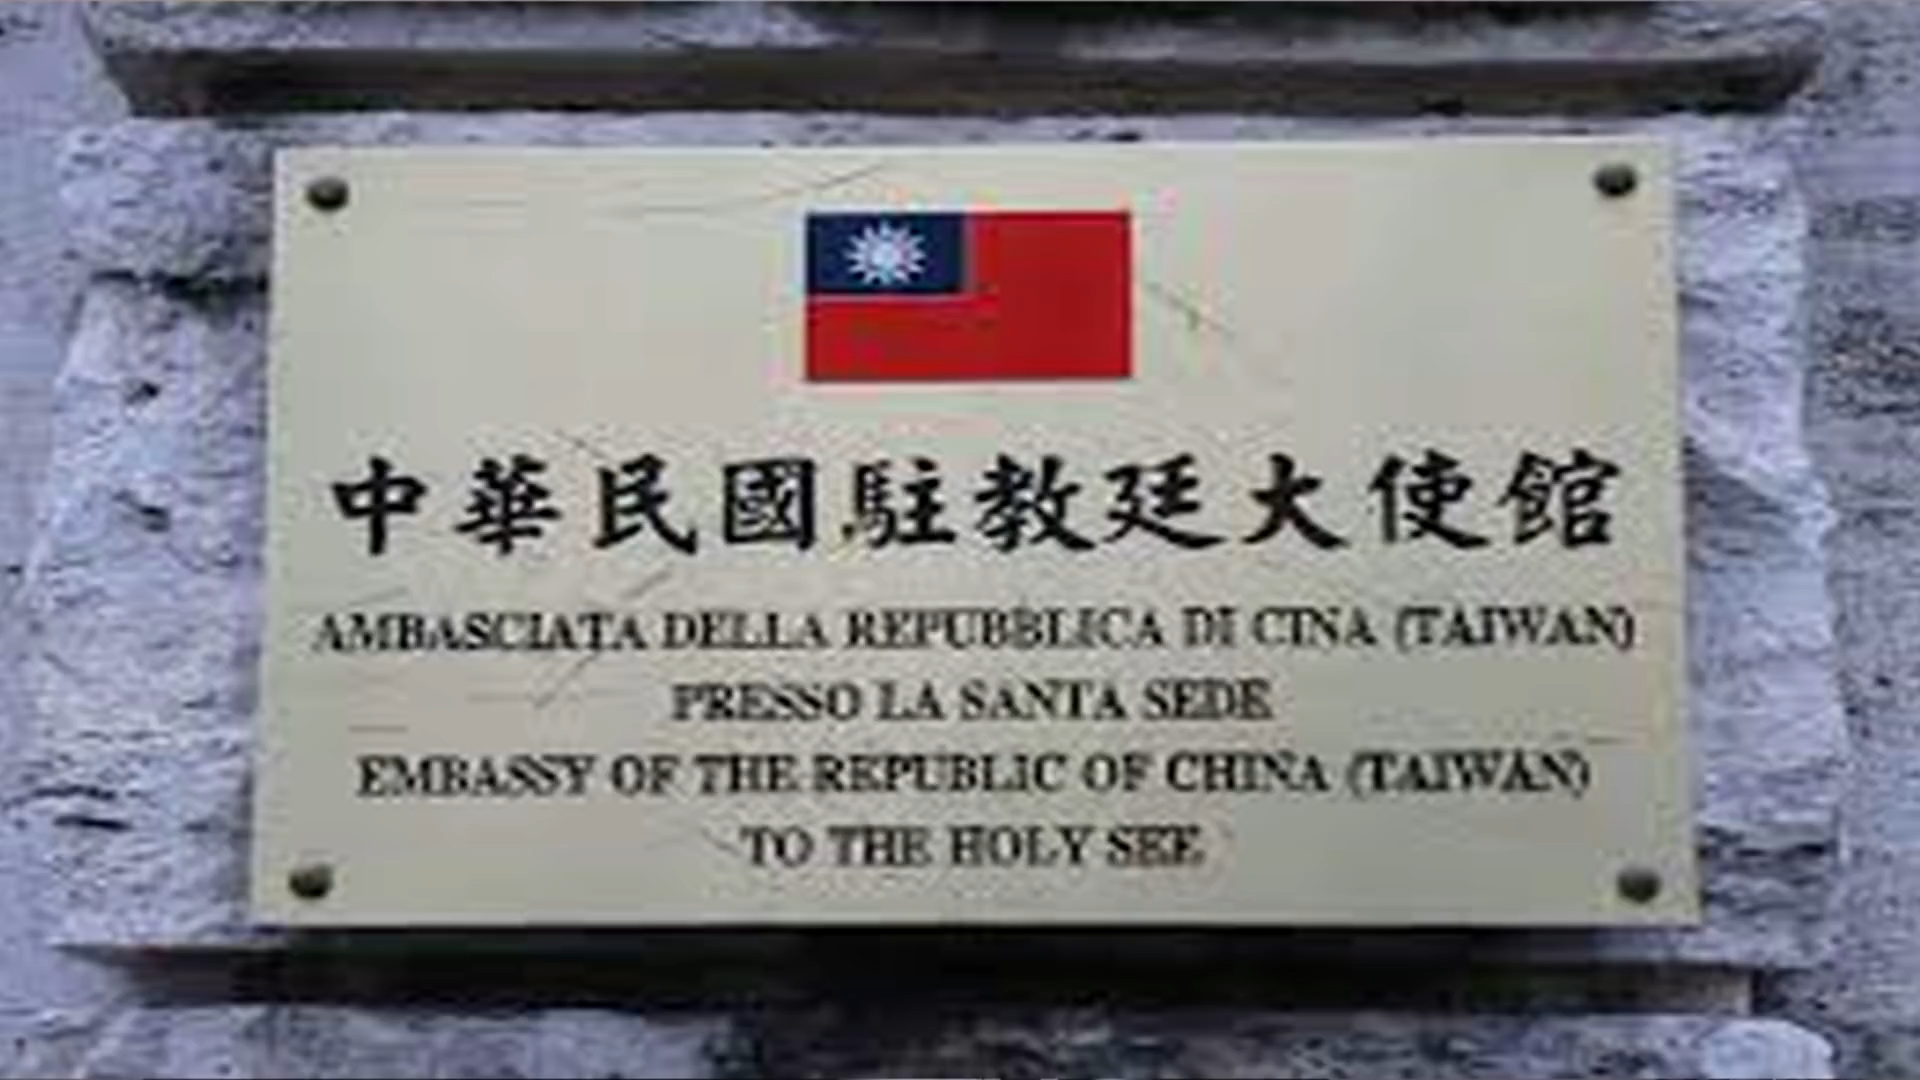 中華民國駐教廷大使館
AMBASCIATA DELLA REPUBBLICA DI CINA (TAIWAN)
PRESSO LA SANTA SEDE
EMBASSY OF THE REPUBLIC OF CHINA (TAIWAN)
TO THE HOLY SEE